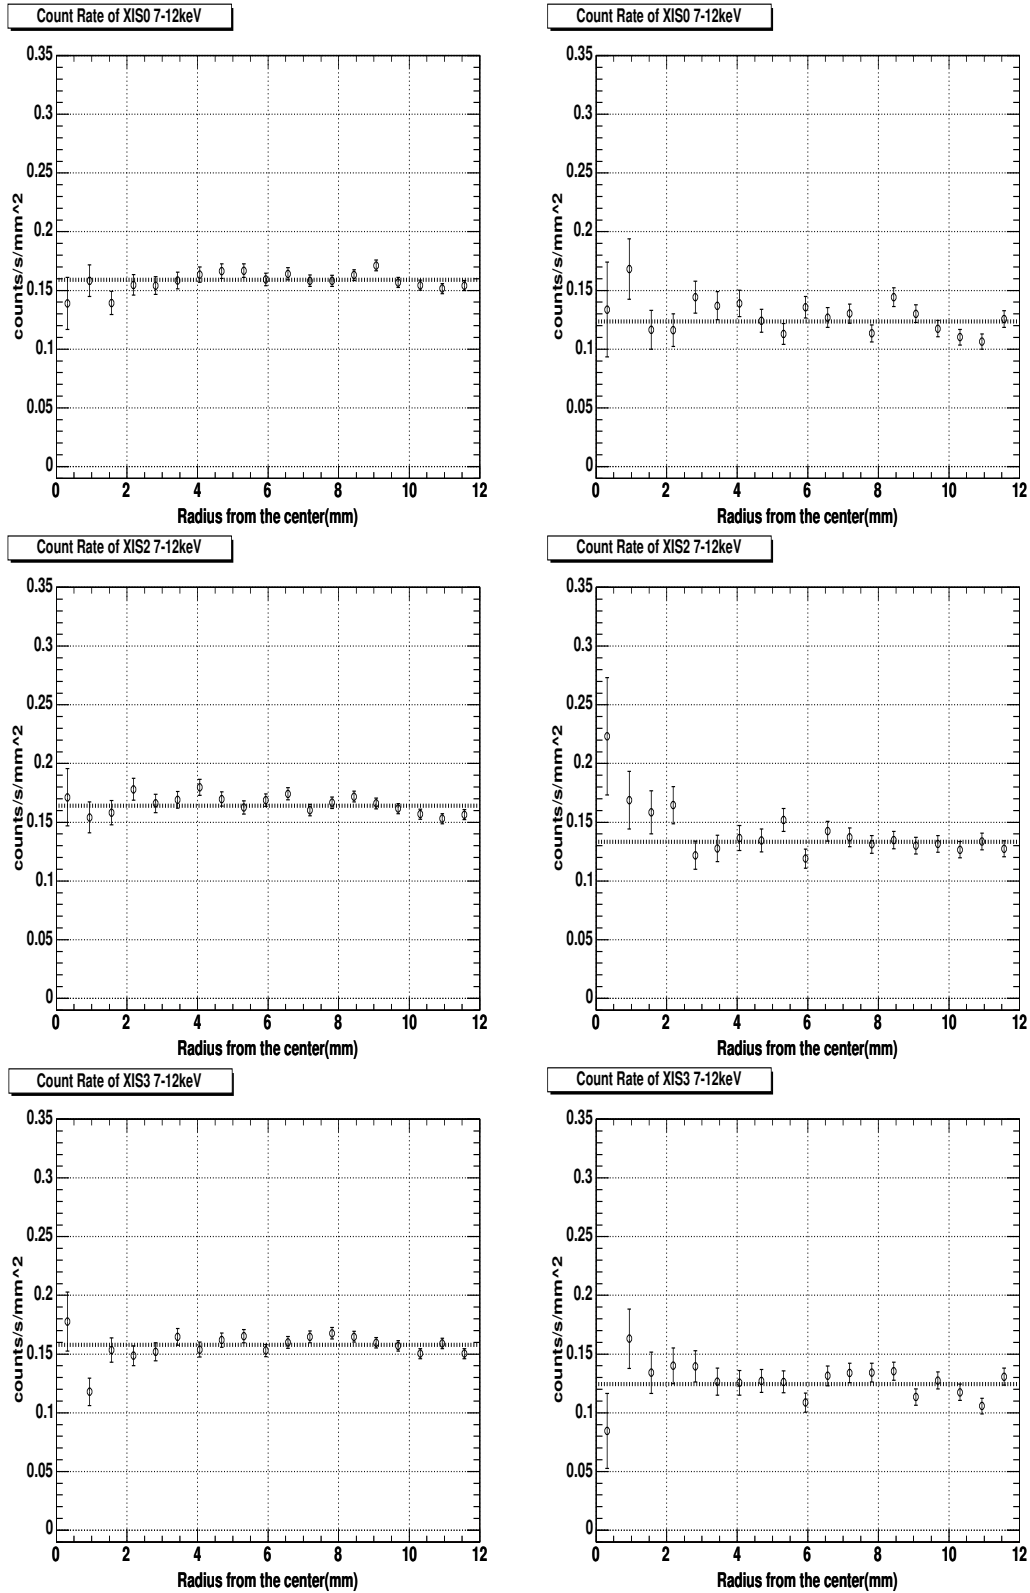 Count Rate of XIS0 7-12keV
counts/s/mm^2
0.35
0.3
0.25
0.2
0.15
0.1
0.05
0
0 2 4 6 8 10 12
Radius from the center(mm)
Count Rate of XIS0 7-12keV
counts/s/mm^2
0.35
0.3
0.25
0.2
0.15
0.1
0.05
0
0 2 4 6 8 10 12
Radius from the center(mm)
Count Rate of XIS2 7-12keV
counts/s/mm^2
0.35
0.3
0.25
0.2
0.15
0.1
0.05
0
0 2 4 6 8 10 12
Radius from the center(mm)
Count Rate of XIS2 7-12keV
counts/s/mm^2
0.35
0.3
0.25
0.2
0.15
0.1
0.05
0
0 2 4 6 8 10 12
Radius from the center(mm)
Count Rate of XIS3 7-12keV
counts/s/mm^2
0.35
0.3
0.25
0.2
0.15
0.1
0.05
0
0 2 4 6 8 10 12
Radius from the center(mm)
Count Rate of XIS3 7-12keV
counts/s/mm^2
0.35
0.3
0.25
0.2
0.15
0.1
0.05
0
0 2 4 6 8 10 12
Radius from the center(mm)